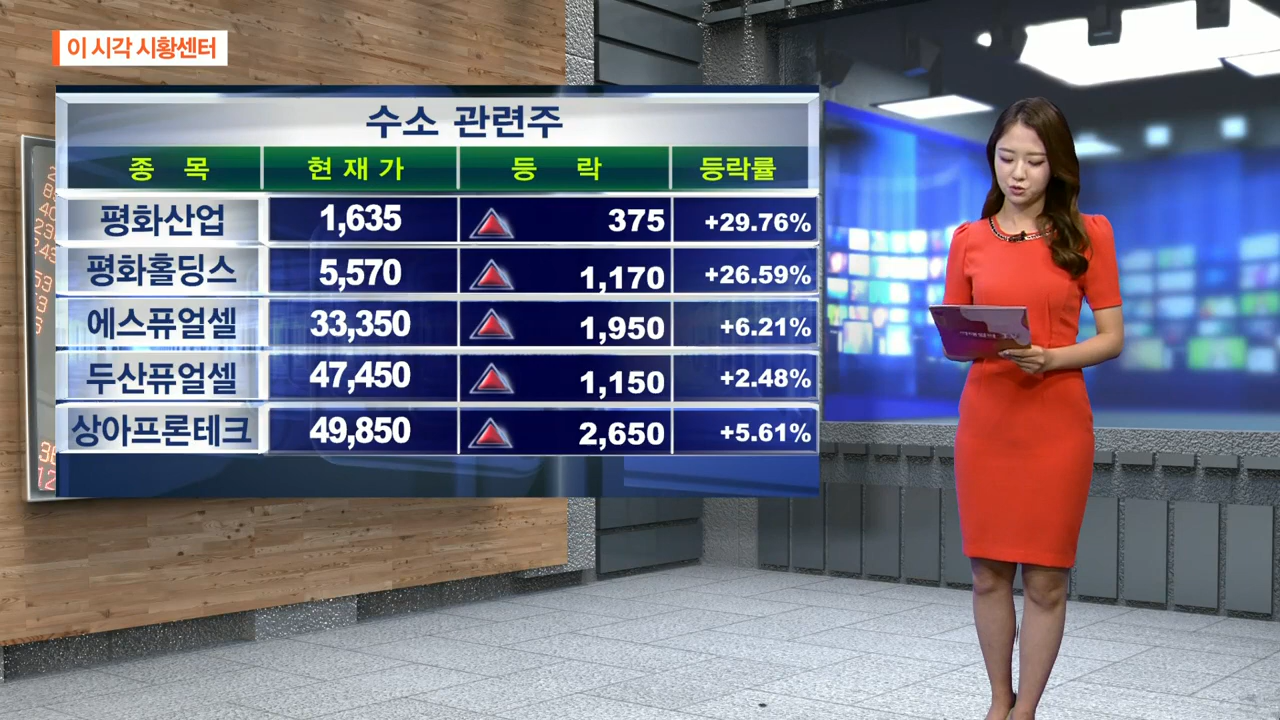 이 시각 시황센터
수소 관련주
종 목 현재가 등 락 등락률
평화산업 1,635 ▲ 375 +29.76%
평화홀딩스 5,570 ▲ 1,170 +26.59%
에스퓨얼셀 33,350 ▲ 1,950 +6.21%
두산퓨얼셀 47,450 ▲ 1,150 +2.48%
상아프론테크 49,850 ▲ 2,650 +5.61%